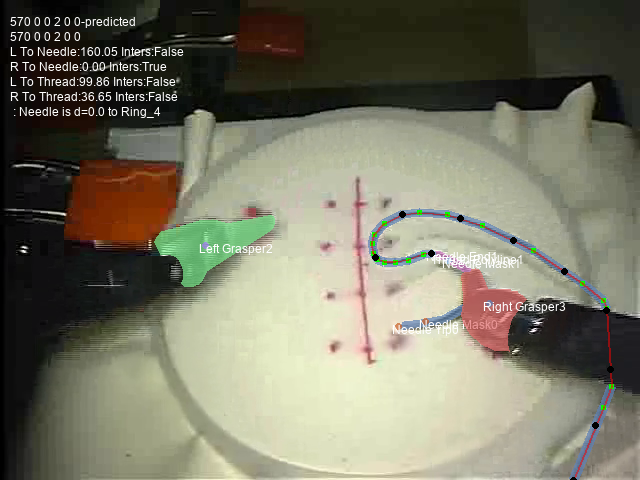 570 0 0 2 0 0-predicted
570 0 0 2 0 0
L To Needle:160.05 Inters:False
R To Needle:0.00 Inters:True
L To Thread:99.86 Inters:False
R To Thread:36.65 Inters:False
: Needle is d=0.0 to Ring_4
Left Grasper2
Needle Mask1
Right Grasper3
Needle Mask0
Needle Tip0